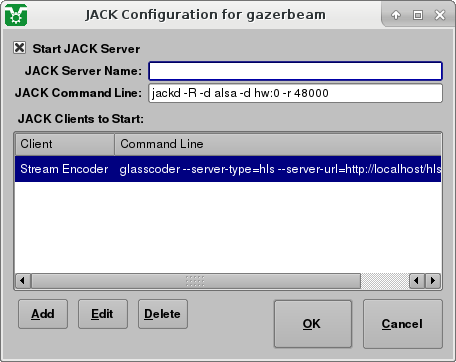 JACK Configuration for gazerbeam
Start JACK Server
JACK Server Name:
JACK Command Line: jackd -R -d alsa -d hw:0 -r 48000
JACK Clients to Start:
Client Command Line
Stream Encoder glasscoder --server-type=hls --server-url=http://localhost/hls
Add Edit Delete OK Cancel